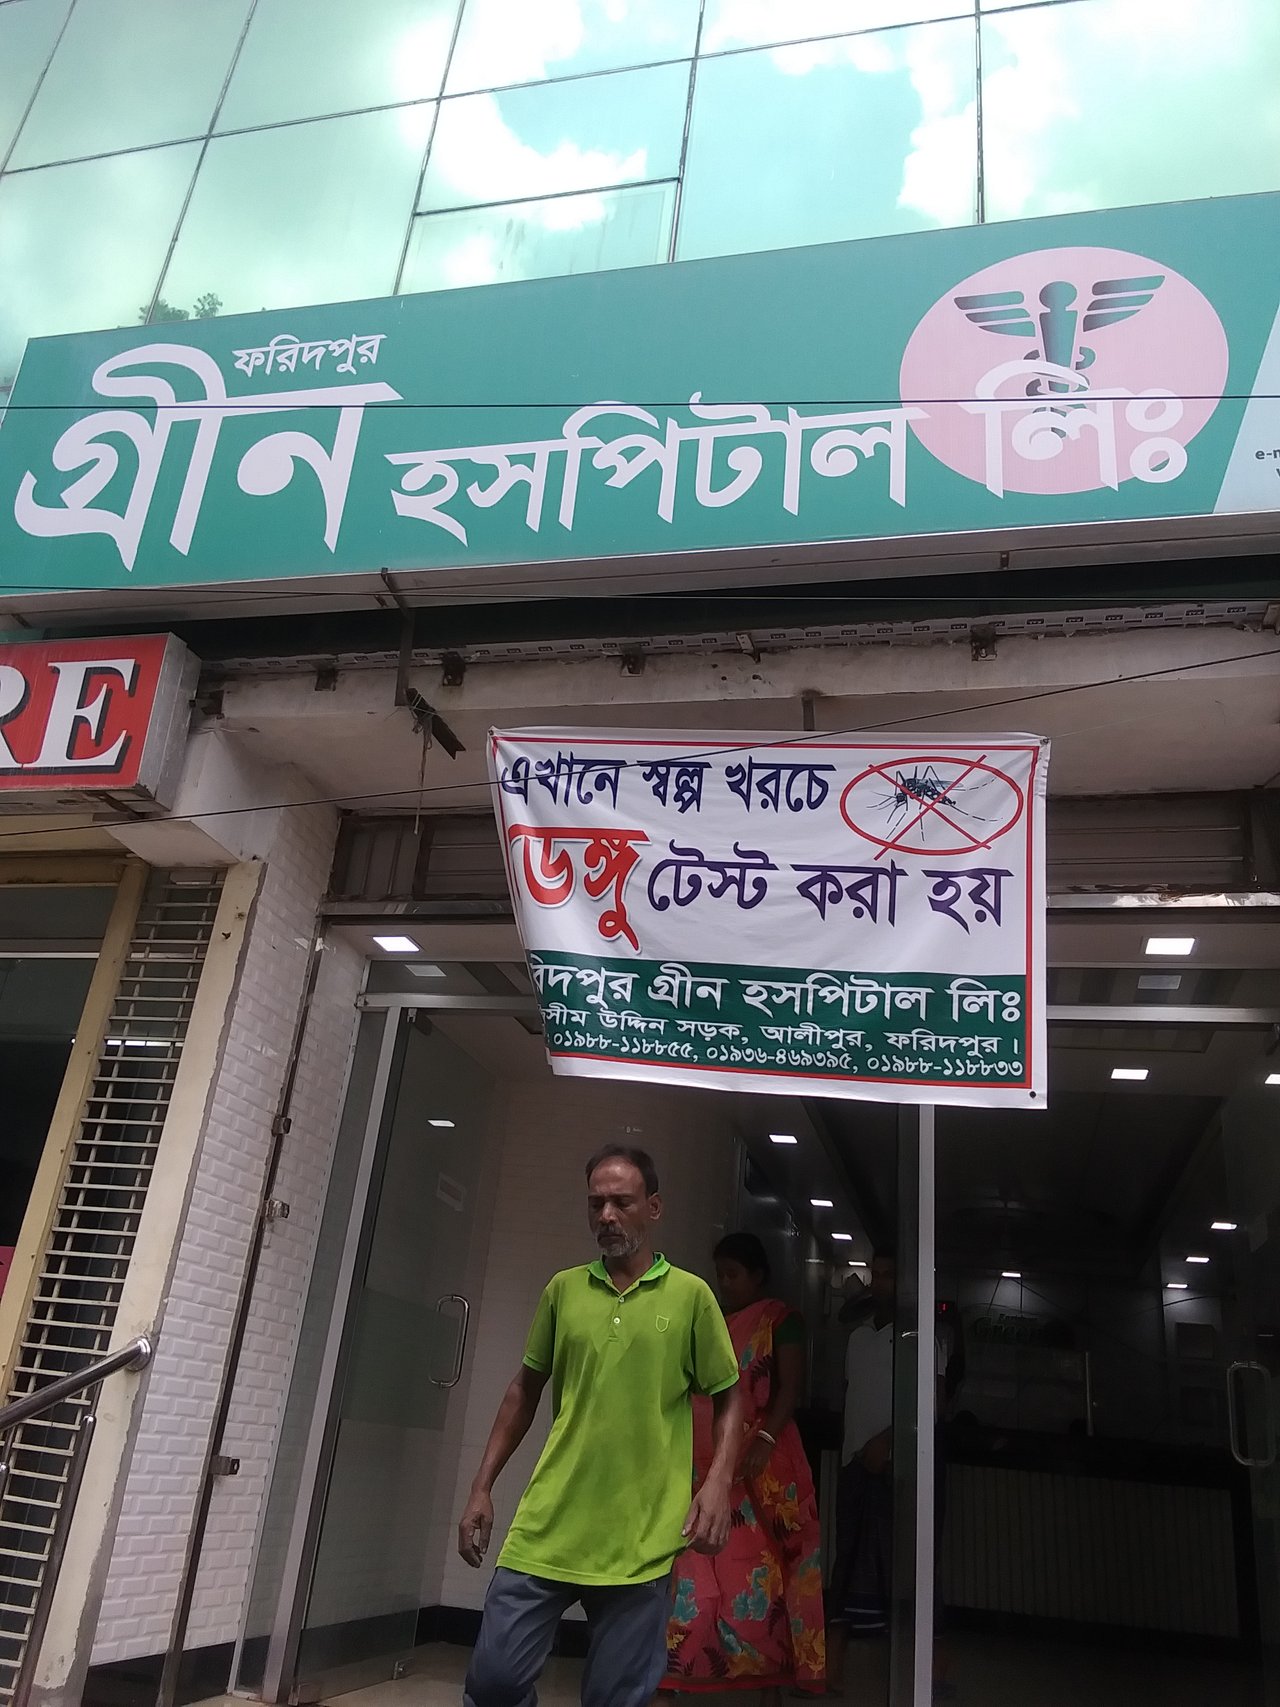 ফরিদপুর
গ্রীন হসপিটাল লিঃ
RE
এখানে স্বল্প খরচে
ডেঙ্গু টেস্ট করা হয়
রিদপুর গ্রীন হসপিটাল লিঃ
সীম উদ্দিন সড়ক, আলীপুর, ফরিদপুর।
০১৯৮৮-১১৮৮৫৫, ০১৯৩৬-৪৬৯৩৯৫, ০১৯৮৮-১১৮৮৩৩